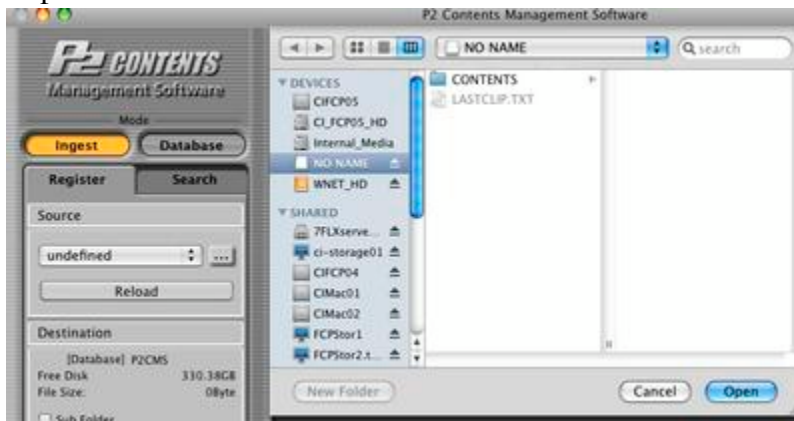 P2 Contents Management Software
P2 CONTENTS
Management Software
Mode
Ingest
Database
Register
Search
Source
undefined
...
Reload
Destination
[Database] P2CMS
Free Disk 330.38GB
File Size: 0Byte
Sub Folder
NO NAME
search
DEVICES
CIFCP05
CI_FCP05_HD
Internal_Media
NO NAME
WNET_HD
SHARED
7FLXserve...
ci-storage01
CIFCP04
CIMac01
CIMac02
FCPStor1
FCPStor2.t...
CONTENTS
LASTCLIP.TXT
New Folder
Cancel
Open